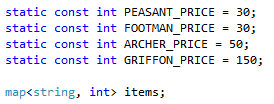 static const int PEASANT_PRICE = 30;
static const int FOOTMAN_PRICE = 30;
static const int ARCHER_PRICE = 50;
static const int GRIFFON_PRICE = 150;
map<string, int> items;